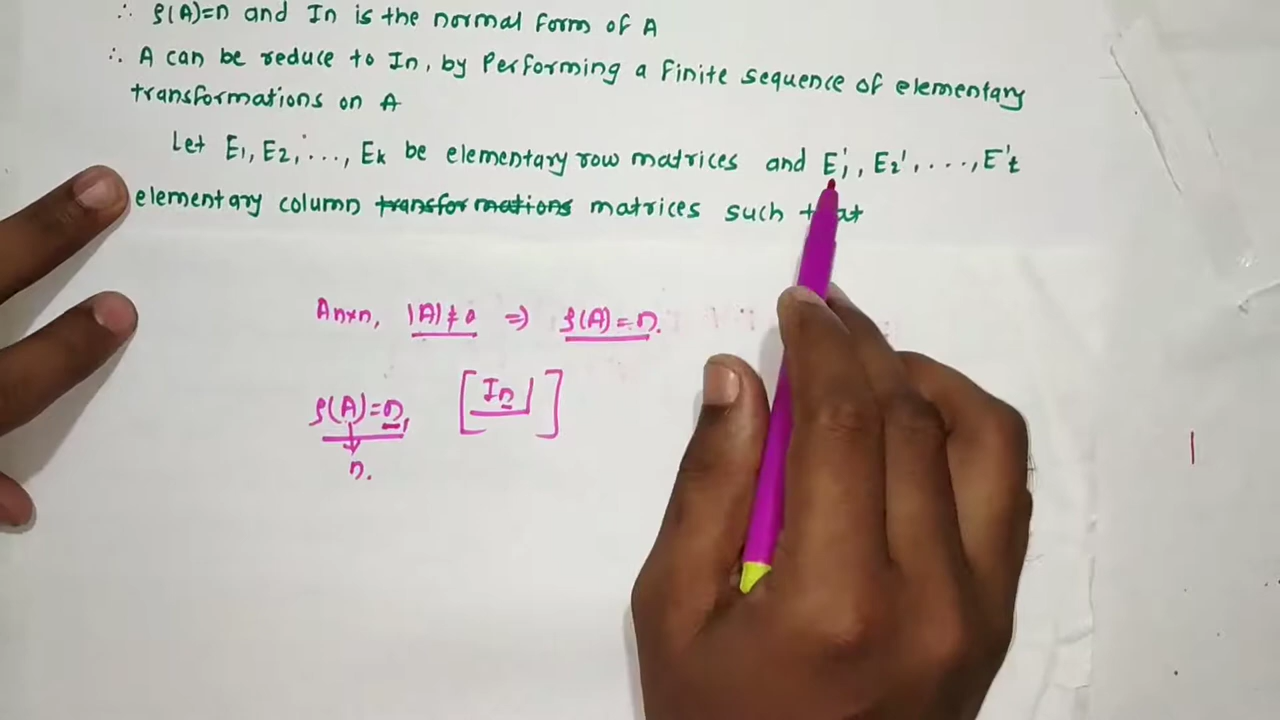 ∴ ρ(A)=n and In is the normal form of A
∴ A can be reduce to In, by Performing a finite sequence of elementary
transformations on A
Let E1, E2, ..., Ek be elementary row matrices and E'1, E2', ...., E't
elementary column transformations matrices such that
An×n, |A|≠0 ⇒ ρ(A)=n.
ρ(A)=n, [In]
n.